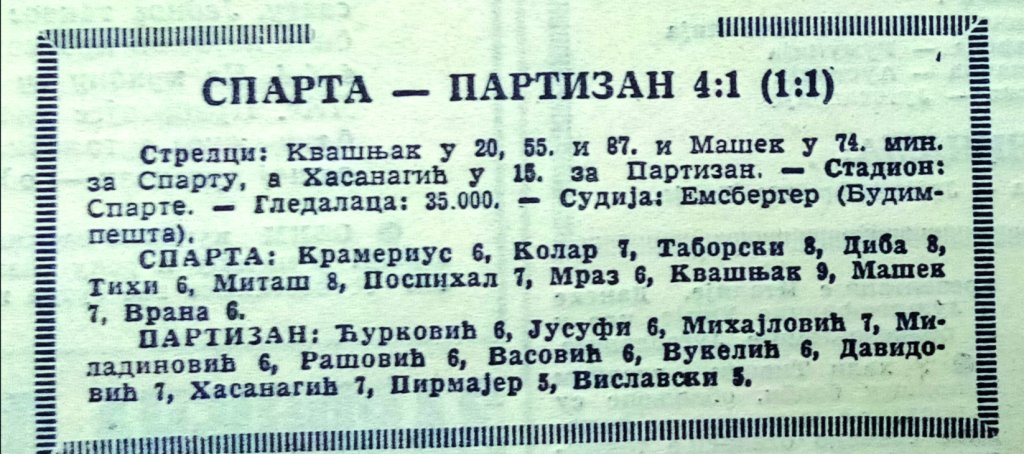 СПАРТА — ПАРТИЗАН 4:1 (1:1)
Стрелци: Квашњак у 20, 55. и 87. и Машек у 74. мин.
за Спарту, а Хасанагић у 15. за Партизан. — Стадион:
Спарте. — Гледалаца: 35.000. — Судија: Емсбергер (Будим-
пешта).
СПАРТА: Крамериус 6, Колар 7, Таборски 8, Диба 8,
Тихи 6, Миташ 8, Поспихал 7, Мраз 6, Квашњак 9, Машек
7, Врана 6.
ПАРТИЗАН: Ћурковић 6, Јусуфи 6, Михајловић 7, Ми-
ладиновић 6, Рашовић 6, Васовић 6, Вукелић 6, Давидо-
вић 7, Хасанагић 7, Пирмајер 5, Виславски 5.